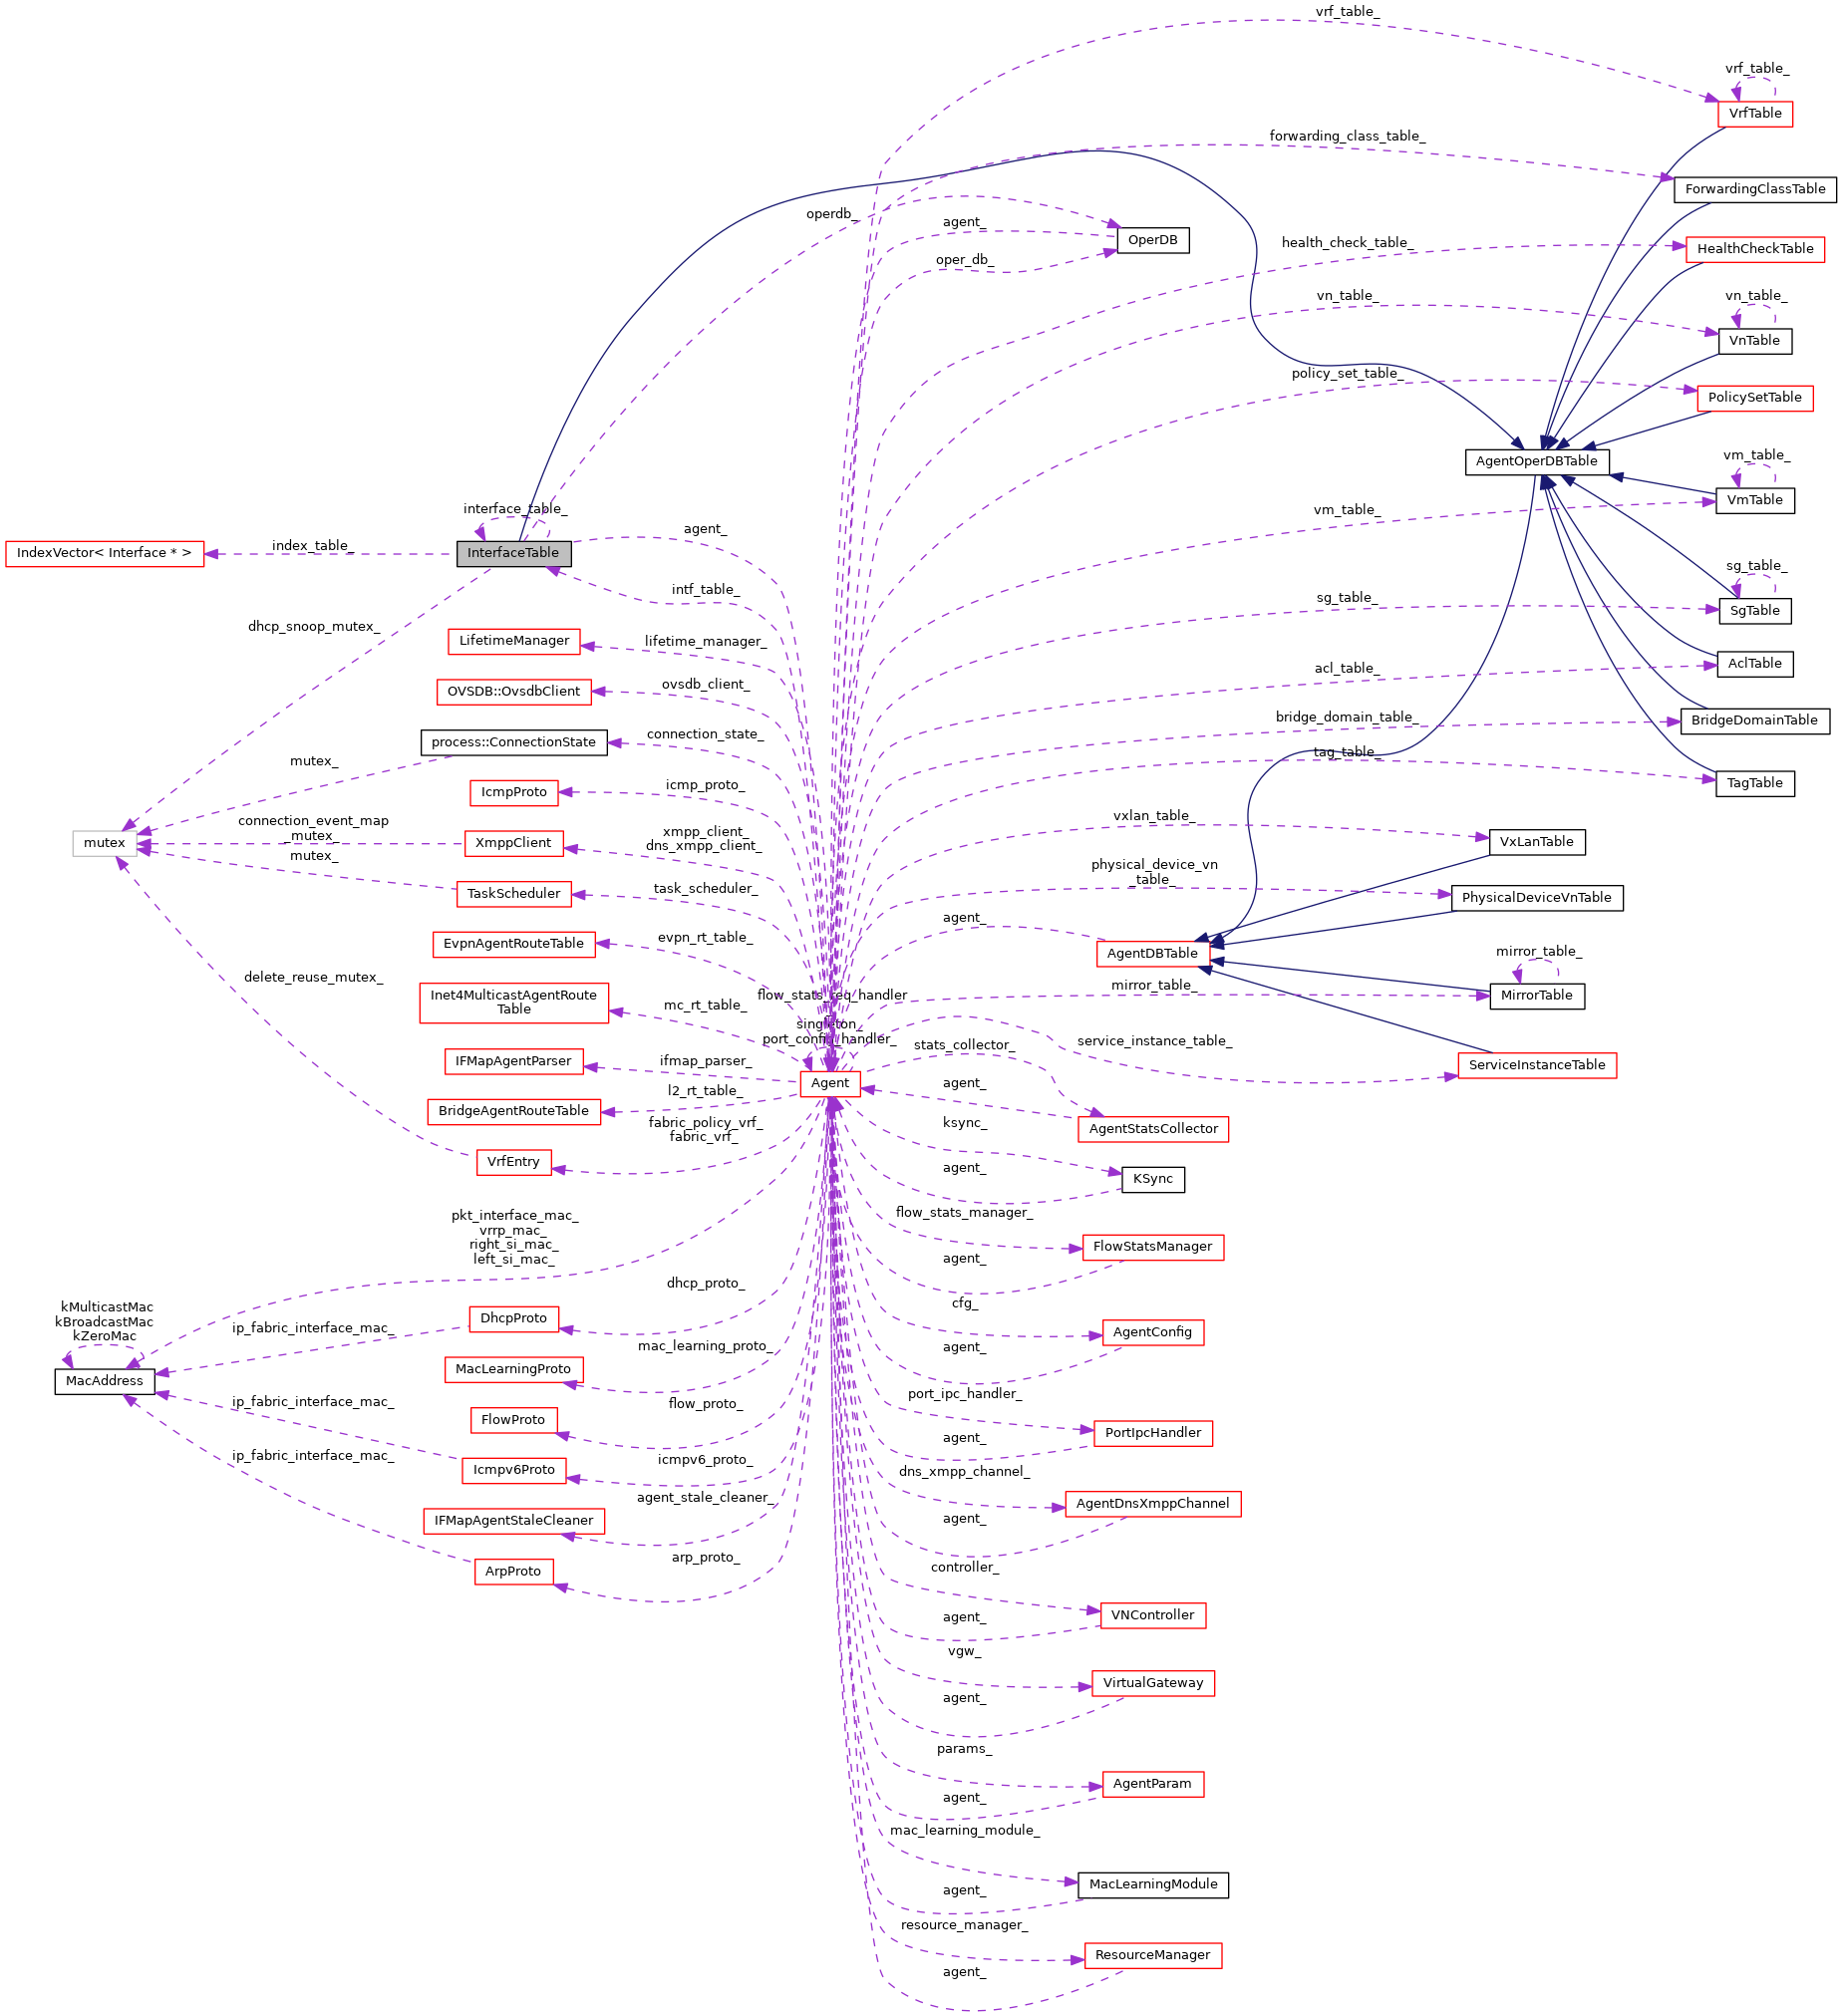 vrf_table_
vrf_table_
VrfTable
forwarding_class_table_
ForwardingClassTable
operdb_
agent_
OperDB
oper_db_
health_check_table_
HealthCheckTable
vn_table_
vn_table_
VnTable
policy_set_table_
PolicySetTable
AgentOperDBTable
vm_table_
VmTable
vm_table_
interface_table_
InterfaceTable
IndexVector< Interface * >
index_table_
agent_
intf_table_
sg_table_
sg_table_
SgTable
dhcp_snoop_mutex_
LifetimeManager
lifetime_manager_
acl_table_
AclTable
OVSDB::OvsdbClient
ovsdb_client_
bridge_domain_table_
BridgeDomainTable
process::ConnectionState
connection_state_
tag_table_
TagTable
mutex_
IcmpProto
icmp_proto_
mutex
connection_event_map
_mutex_
mutex_
XmppClient
xmpp_client_
dns_xmpp_client_
vxlan_table_
VxLanTable
TaskScheduler
task_scheduler_
physical_device_vn
_table_
PhysicalDeviceVnTable
EvpnAgentRouteTable
evpn_rt_table_
agent_
AgentDBTable
mirror_table_
MirrorTable
mirror_table_
delete_reuse_mutex_
Inet4MulticastAgentRoute
Table
mc_rt_table_
flow_stats_req_handler
singleton_
port_config_handler_
service_instance_table_
ServiceInstanceTable
IFMapAgentParser
ifmap_parser_
Agent
stats_collector_
agent_
AgentStatsCollector
BridgeAgentRouteTable
l2_rt_table_
fabric_policy_vrf_
fabric_vrf_
VrfEntry
ksync_
agent_
KSync
pkt_interface_mac_
vrrp_mac_
right_si_mac_
left_si_mac_
flow_stats_manager_
FlowStatsManager
agent_
kMulticastMac
kBroadcastMac
kZeroMac
MacAddress
ip_fabric_interface_mac_
DhcpProto
dhcp_proto_
cfg_
AgentConfig
agent_
MacLearningProto
mac_learning_proto_
ip_fabric_interface_mac_
FlowProto
flow_proto_
port_ipc_handler_
PortIpcHandler
agent_
ip_fabric_interface_mac_
Icmpv6Proto
icmpv6_proto_
dns_xmpp_channel_
AgentDnsXmppChannel
agent_
IFMapAgentStaleCleaner
agent_stale_cleaner_
ArpProto
arp_proto_
controller_
VNController
agent_
vgw_
VirtualGateway
agent_
params_
AgentParam
agent_
mac_learning_module_
MacLearningModule
agent_
resource_manager_
ResourceManager
agent_